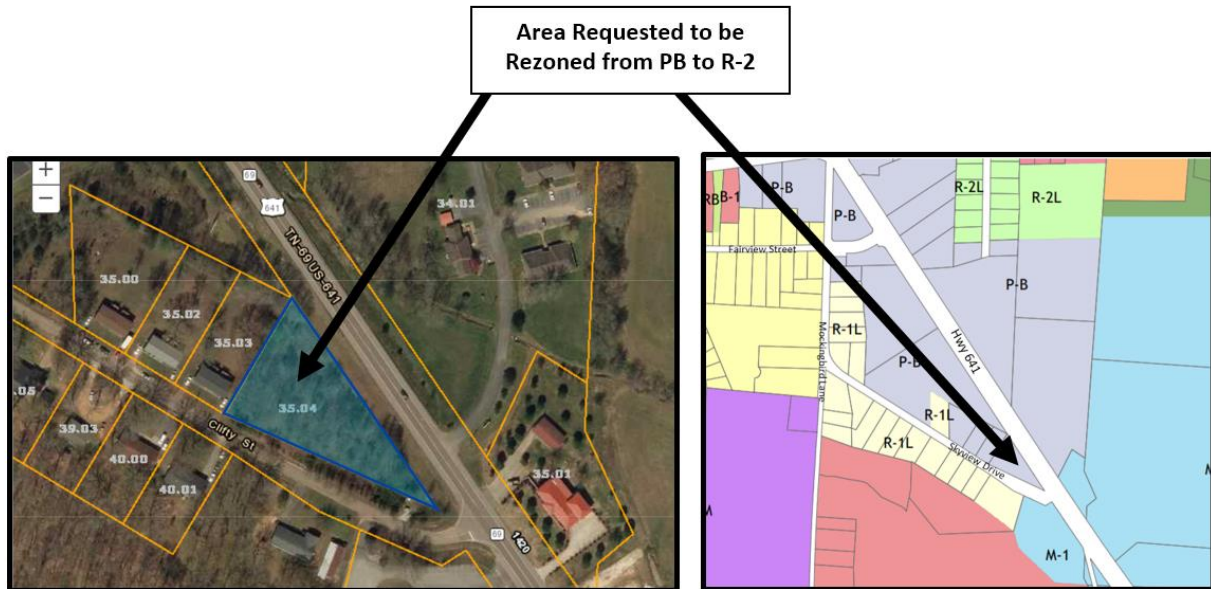 Area Requested to be
Rezoned from PB to R-2
+
−
69
641
TN-69 US-641
34.01
35.00
35.02
35.03
35.04
35.01
.05
39.03
40.00
40.01
Clifty St
69
RB
B-1
P-B
P-B
R-2L
R-2L
Fairview Street
P-B
R-1L
Mockingbird Lane
P-B
Hwy 641
R-1L
R-1L
Skyview Drive
M
M
M-1